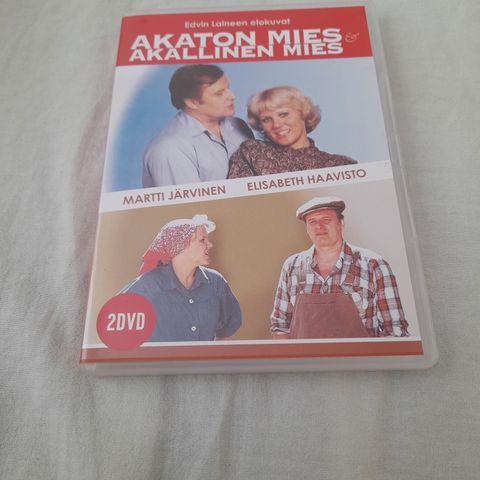 Edvin Laineen elokuvat
AKATON MIES &
AKALLINEN MIES
MARTTI JÄRVINEN ELISABETH HAAVISTO
2DVD